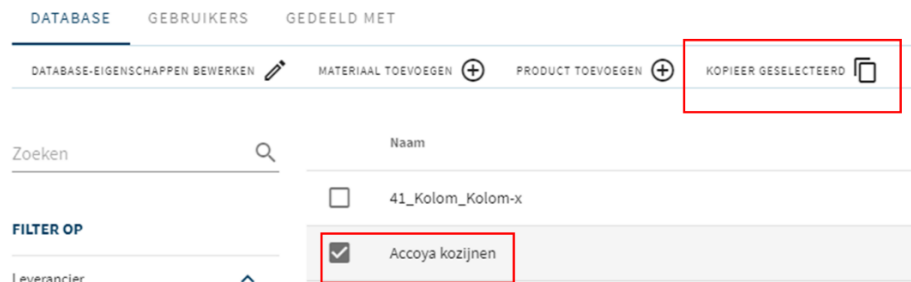 DATABASE GEBRUIKERS GEDEELD MET
DATABASE-EIGENSCHAPPEN BEWERKEN MATERIAAL TOEVOEGEN PRODUCT TOEVOEGEN KOPIEER GESELECTEERD
Zoeken
Naam
41_Kolom_Kolom-x
FILTER OP
Accoya kozijnen
Leverancier